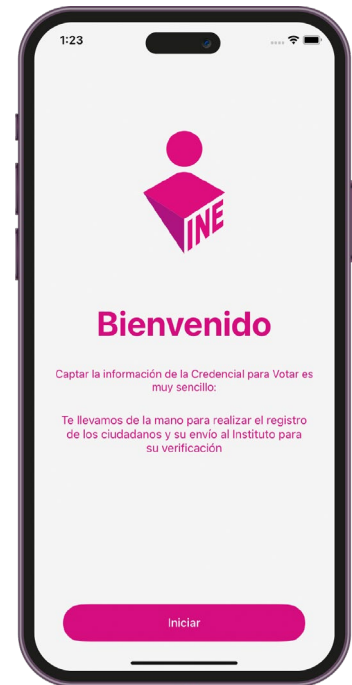 1:23
INE
Bienvenido
Captar la información de la Credencial para Votar es
muy sencillo:
Te llevamos de la mano para realizar el registro
de los ciudadanos y su envío al Instituto para
su verificación
Iniciar